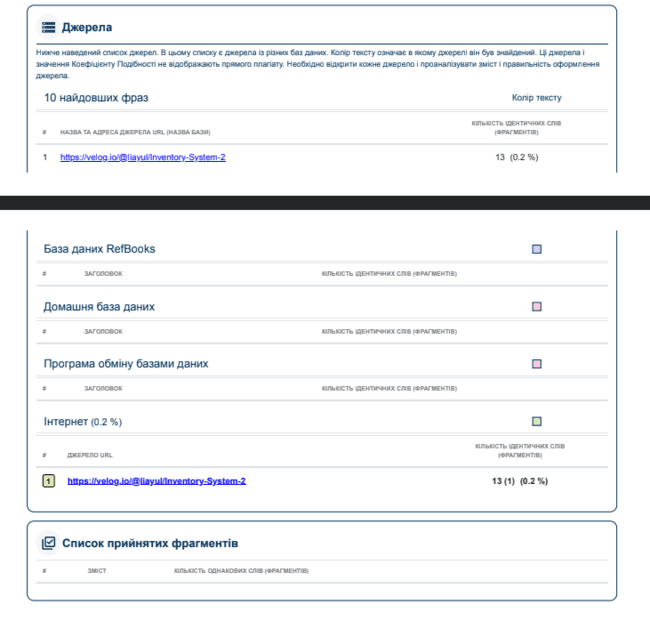 Джерела
Нижче наведений список джерел. В цьому списку є джерела із різних баз даних. Колір тексту означає в якому джерелі він був знайдений. Ці джерела і
значення Коефіцієнту Подібності не відображають прямого плагіату. Необхідно відкрити кожне джерело і проаналізувати зміст і правильність оформлення
джерела.
10 найдовших фраз Колір тексту
# НАЗВА ТА АДРЕСА ДЖЕРЕЛА URL (НАЗВА БАЗИ) КІЛЬКІСТЬ ІДЕНТИЧНИХ СЛІВ
(ФРАГМЕНТІВ)
1 https://velog.io/@liayul/Inventory-System-2 13 (0.2 %)
База даних RefBooks
# ЗАГОЛОВОК КІЛЬКІСТЬ ІДЕНТИЧНИХ СЛІВ (ФРАГМЕНТІВ)
Домашня база даних
# ЗАГОЛОВОК КІЛЬКІСТЬ ІДЕНТИЧНИХ СЛІВ (ФРАГМЕНТІВ)
Програма обміну базами даних
# ЗАГОЛОВОК КІЛЬКІСТЬ ІДЕНТИЧНИХ СЛІВ (ФРАГМЕНТІВ)
Інтернет (0.2 %)
# ДЖЕРЕЛО URL КІЛЬКІСТЬ ІДЕНТИЧНИХ СЛІВ
(ФРАГМЕНТІВ)
1 https://velog.io/@liayul/Inventory-System-2 13 (1) (0.2 %)
Список прийнятих фрагментів
# ЗМІСТ КІЛЬКІСТЬ ОДНАКОВИХ СЛІВ (ФРАГМЕНТІВ)